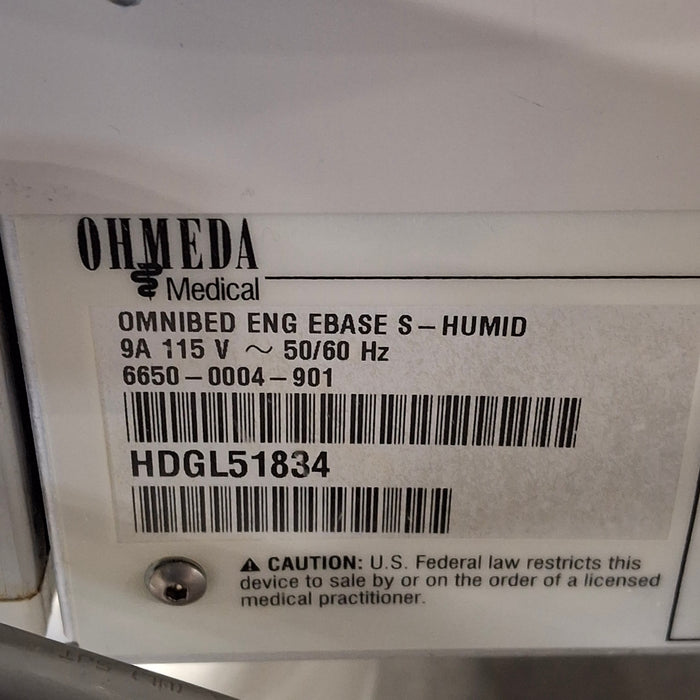 OHMEDA
Medical
OMNIBED ENG EBASE S-HUMID
9A 115 V ~ 50/60 Hz
6650-0004-901
HDGL51834
⚠ CAUTION: U.S. Federal law restricts this
device to sale by or on the order of a licensed
medical practitioner.